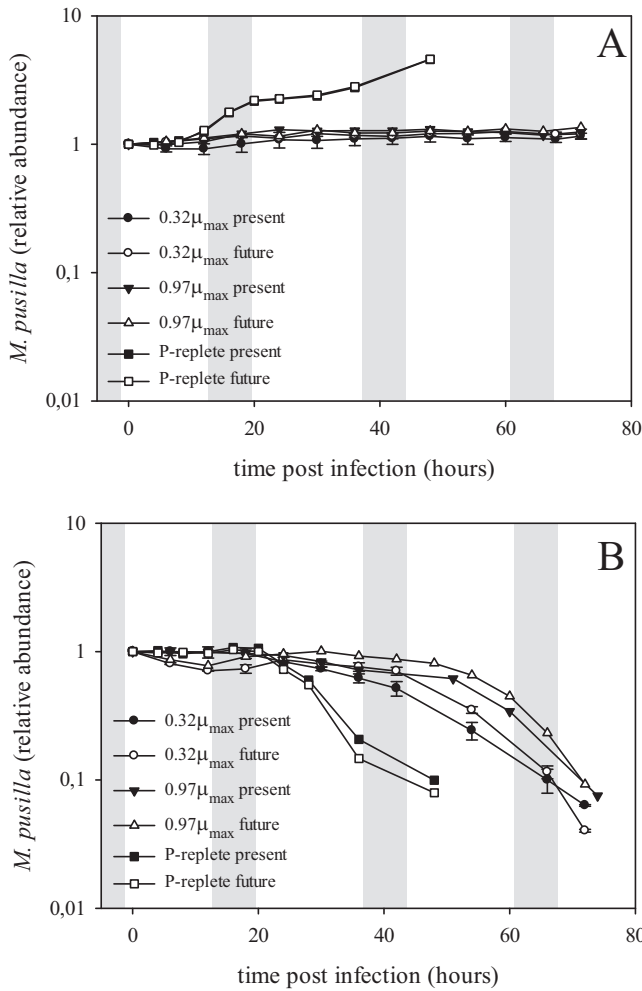 A
10
1
0,1
0,01
M. pusilla (relative abundance)
0.32μmax present
0.32μmax future
0.97μmax present
0.97μmax future
P-replete present
P-replete future
0 20 40 60 80
time post infection (hours)
B
10
1
0,1
0,01
M. pusilla (relative abundance)
0.32μmax present
0.32μmax future
0.97μmax present
0.97μmax future
P-replete present
P-replete future
0 20 40 60 80
time post infection (hours)